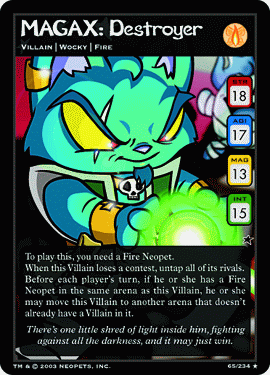 MAGAX: Destroyer
VILLAIN | WOCKY | FIRE
STR
18
AGI
17
MAG
13
INT
15
To play this, you need a Fire Neopet.
When this Villain loses a contest, untap all of its rivals.
Before each player's turn, if he or she has a Fire
Neopet in the same arena as this Villain, he or she
may move this Villain to another arena that doesn't
already have a Villain in it.
There's one little shred of light inside him, fighting
against all the darkness, and it may just win.
TM & © 2003 NEOPETS, INC.
65/234 ★